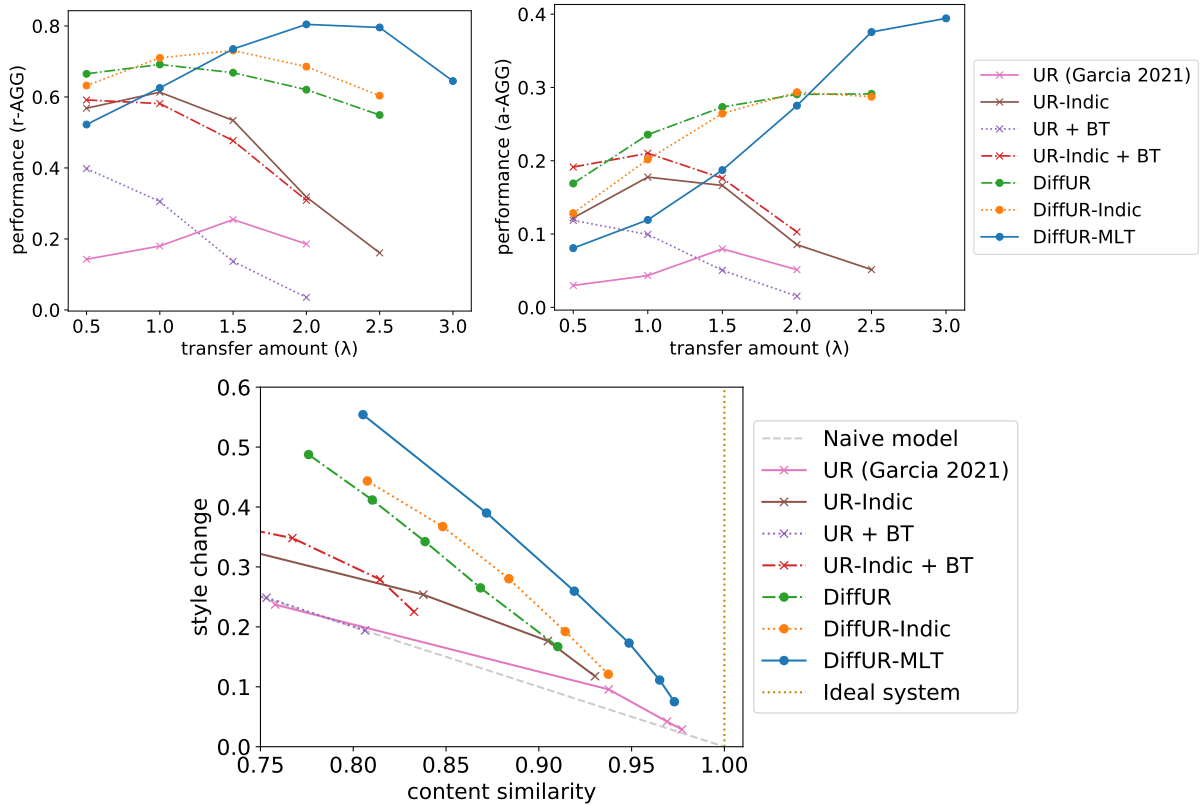 performance (r-AGG)
0.8
0.6
0.4
0.2
0.0
0.5 1.0 1.5 2.0 2.5 3.0
transfer amount (λ)
performance (a-AGG)
0.4
0.3
0.2
0.1
0.0
0.5 1.0 1.5 2.0 2.5 3.0
transfer amount (λ)
UR (Garcia 2021)
UR-Indic
UR + BT
UR-Indic + BT
DiffUR
DiffUR-Indic
DiffUR-MLT
style change
0.6
0.5
0.4
0.3
0.2
0.1
0.0
0.75 0.80 0.85 0.90 0.95 1.00
content similarity
Naive model
UR (Garcia 2021)
UR-Indic
UR + BT
UR-Indic + BT
DiffUR
DiffUR-Indic
DiffUR-MLT
Ideal system